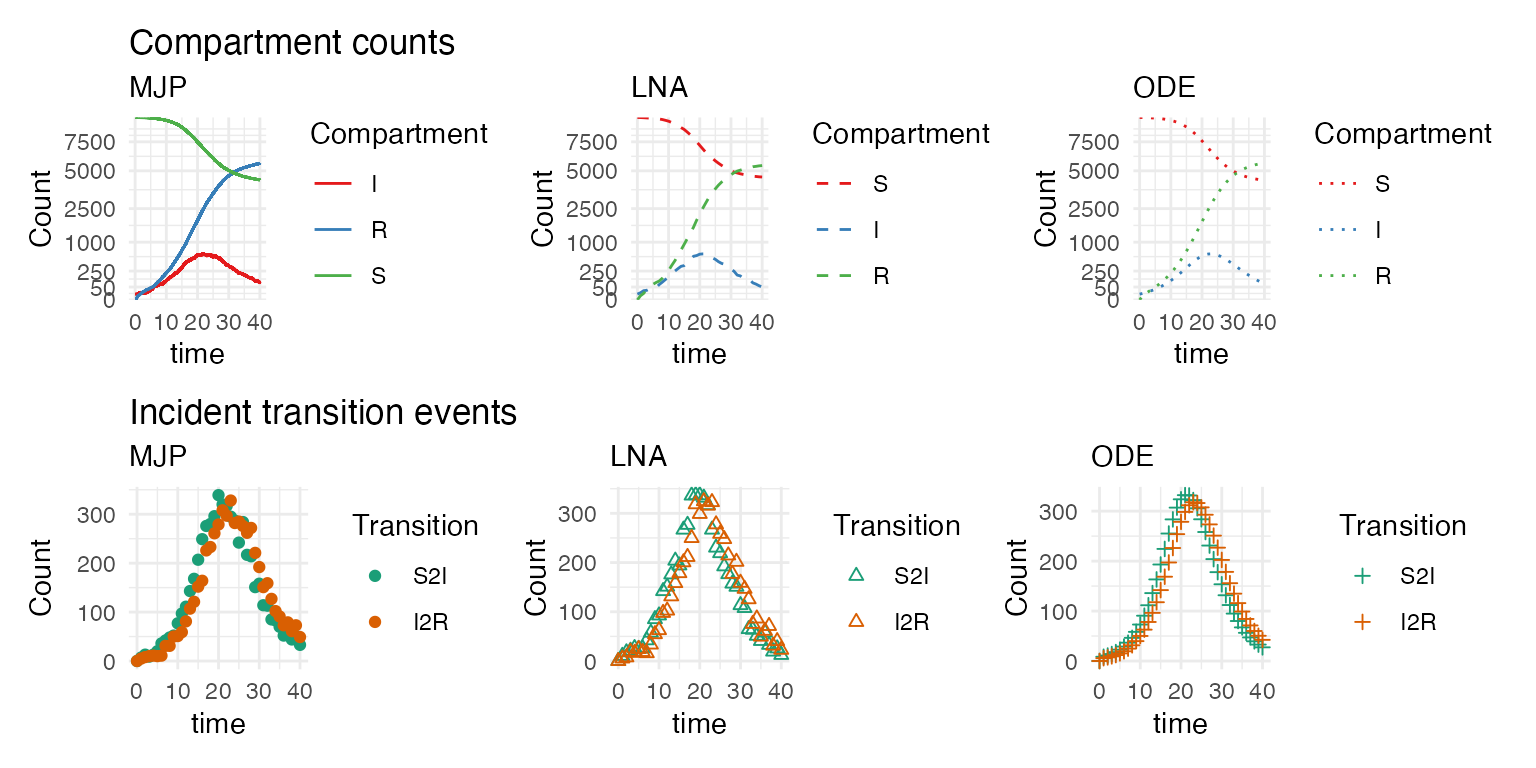 Compartment counts
MJP
Count
7500
5000
2500
1000
250
50
0
0 10 20 30 40
time
Compartment
I
R
S
LNA
Count
7500
5000
2500
1000
250
50
0
0 10 20 30 40
time
Compartment
S
I
R
ODE
Count
7500
5000
2500
1000
250
50
0
0 10 20 30 40
time
Compartment
S
I
R
Incident transition events
MJP
Count
300
200
100
0
0 10 20 30 40
time
Transition
S2I
I2R
LNA
Count
300
200
100
0
0 10 20 30 40
time
Transition
S2I
I2R
ODE
Count
300
200
100
0
0 10 20 30 40
time
Transition
S2I
I2R